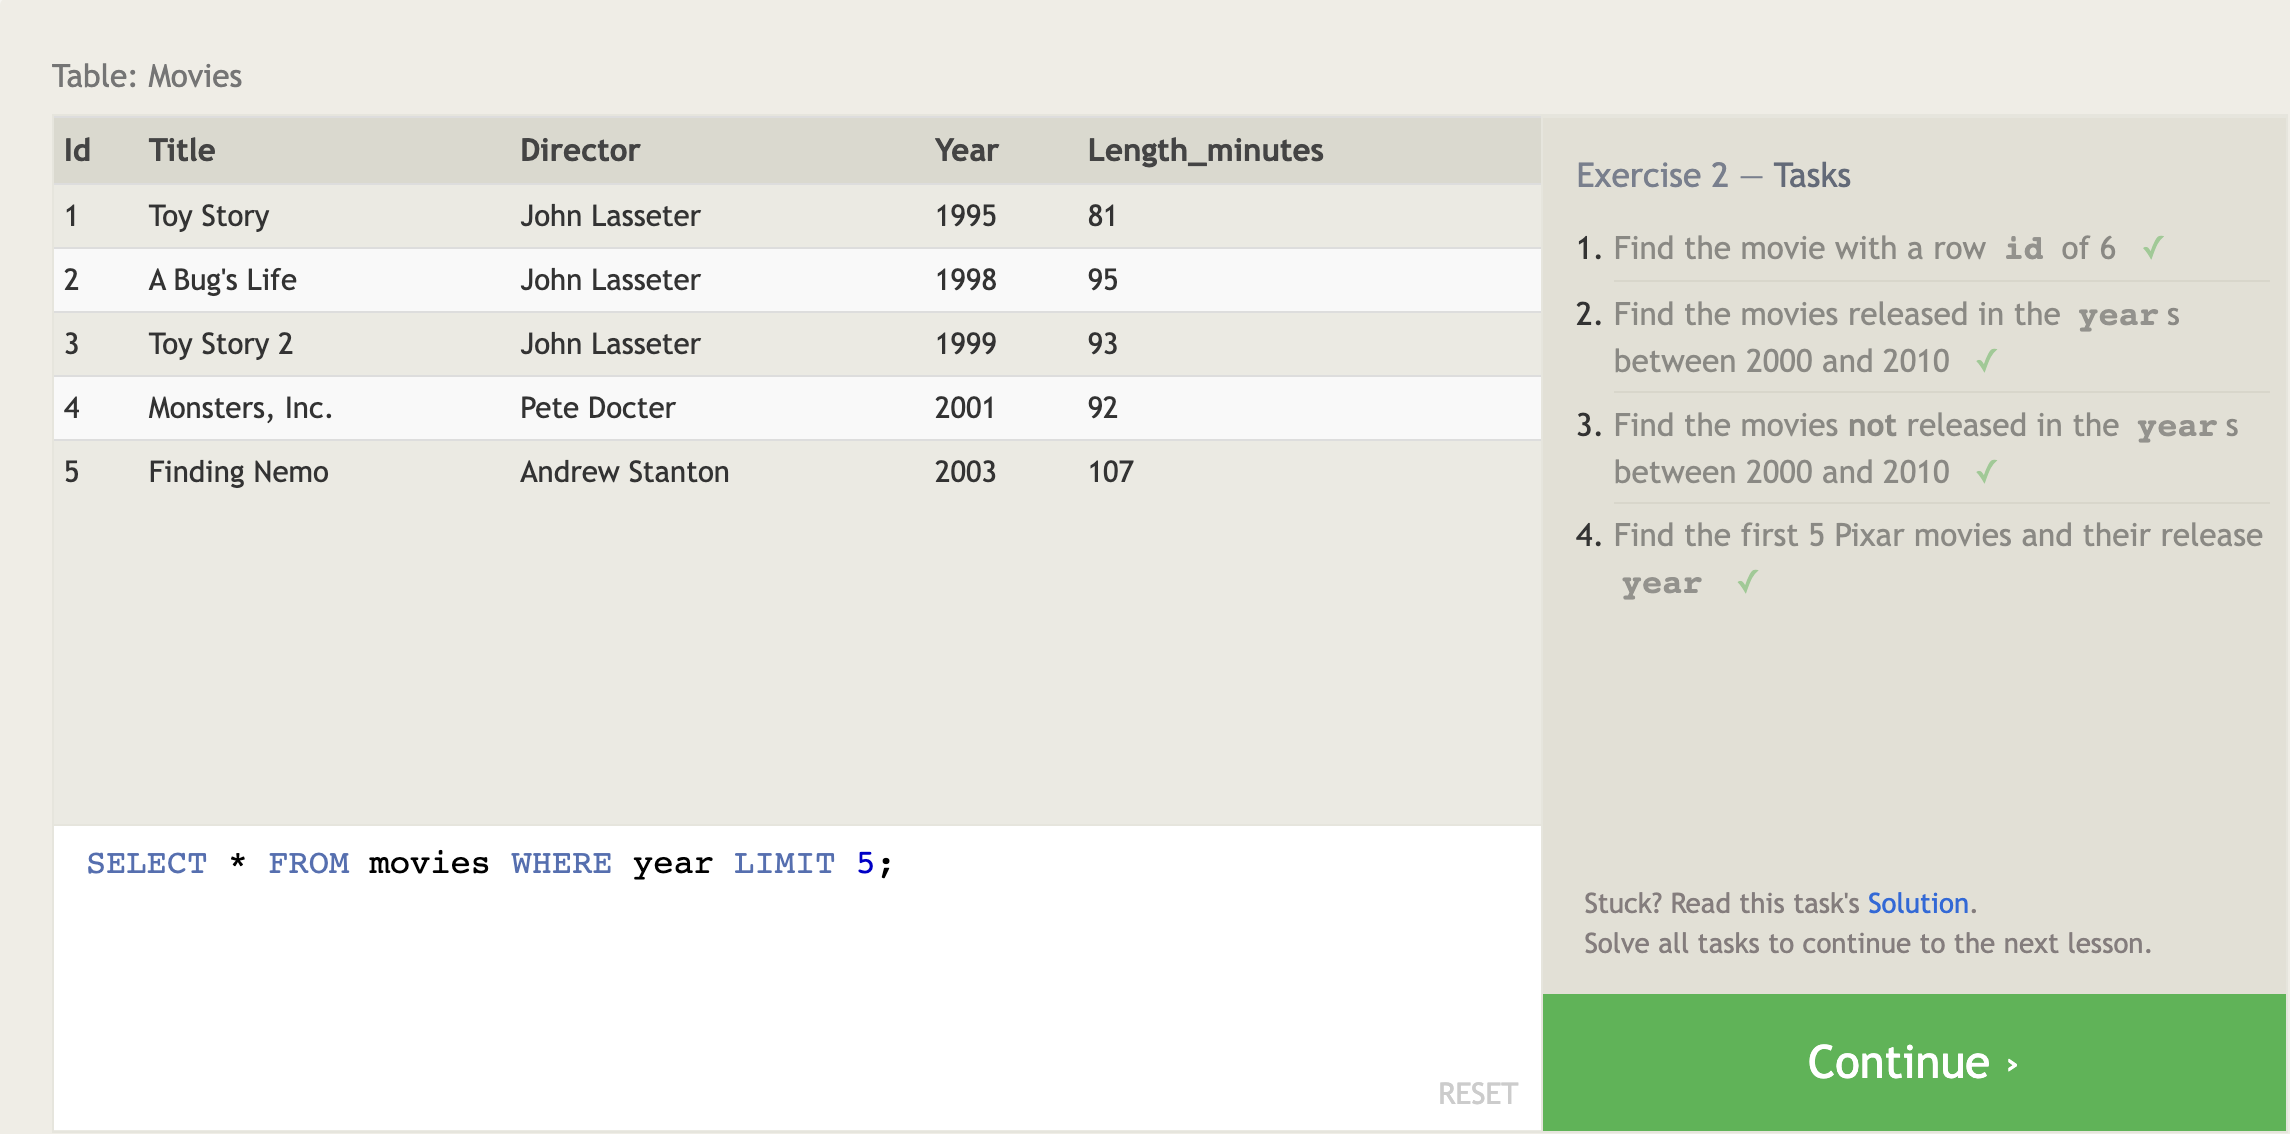 Table: Movies
Id Title Director Year Length_minutes
1 Toy Story John Lasseter 1995 81
2 A Bug's Life John Lasseter 1998 95
3 Toy Story 2 John Lasseter 1999 93
4 Monsters, Inc. Pete Docter 2001 92
5 Finding Nemo Andrew Stanton 2003 107
SELECT * FROM movies WHERE year LIMIT 5;
RESET
Exercise 2 — Tasks
1. Find the movie with a row id of 6 ✓
2. Find the movies released in the year s
between 2000 and 2010 ✓
3. Find the movies not released in the year s
between 2000 and 2010 ✓
4. Find the first 5 Pixar movies and their release
year ✓
Stuck? Read this task's Solution.
Solve all tasks to continue to the next lesson.
Continue ›